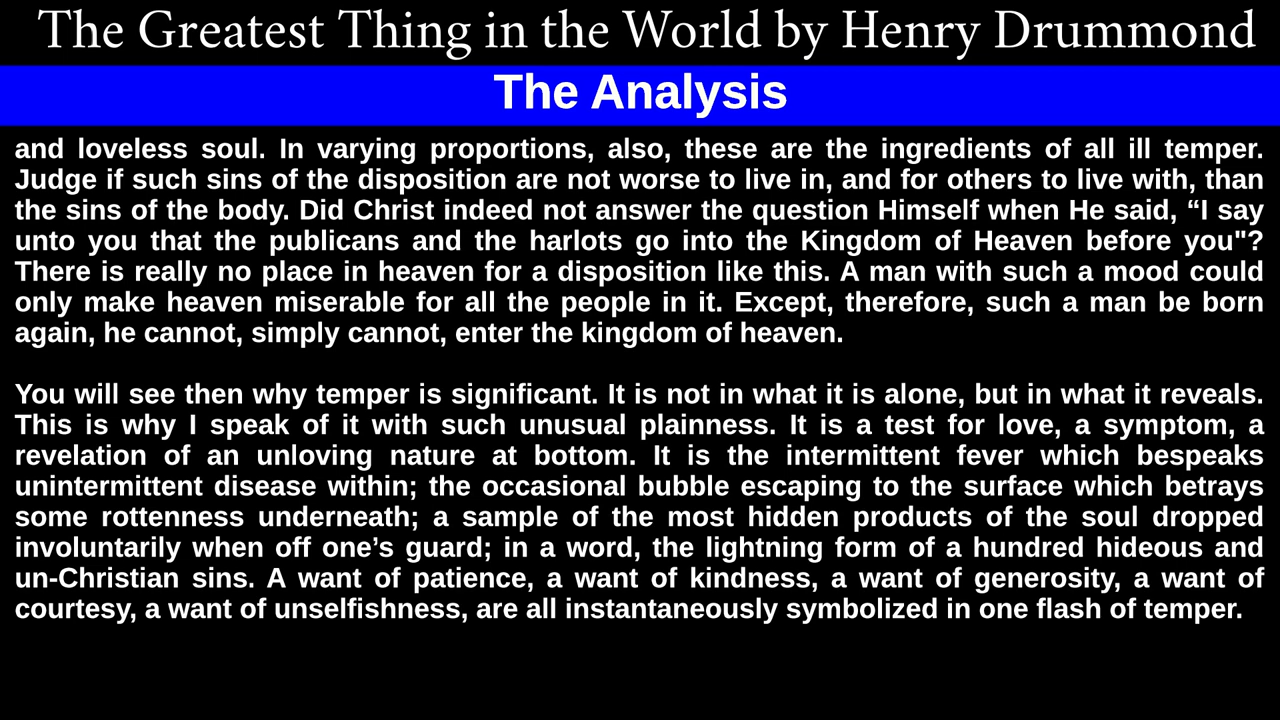 The Greatest Thing in the World by Henry Drummond
The Analysis
and loveless soul. In varying proportions, also, these are the ingredients of all ill temper.
Judge if such sins of the disposition are not worse to live in, and for others to live with, than
the sins of the body. Did Christ indeed not answer the question Himself when He said, “I say
unto you that the publicans and the harlots go into the Kingdom of Heaven before you"?
There is really no place in heaven for a disposition like this. A man with such a mood could
only make heaven miserable for all the people in it. Except, therefore, such a man be born
again, he cannot, simply cannot, enter the kingdom of heaven.
You will see then why temper is significant. It is not in what it is alone, but in what it reveals.
This is why I speak of it with such unusual plainness. It is a test for love, a symptom, a
revelation of an unloving nature at bottom. It is the intermittent fever which bespeaks
unintermittent disease within; the occasional bubble escaping to the surface which betrays
some rottenness underneath; a sample of the most hidden products of the soul dropped
involuntarily when off one’s guard; in a word, the lightning form of a hundred hideous and
un-Christian sins. A want of patience, a want of kindness, a want of generosity, a want of
courtesy, a want of unselfishness, are all instantaneously symbolized in one flash of temper.